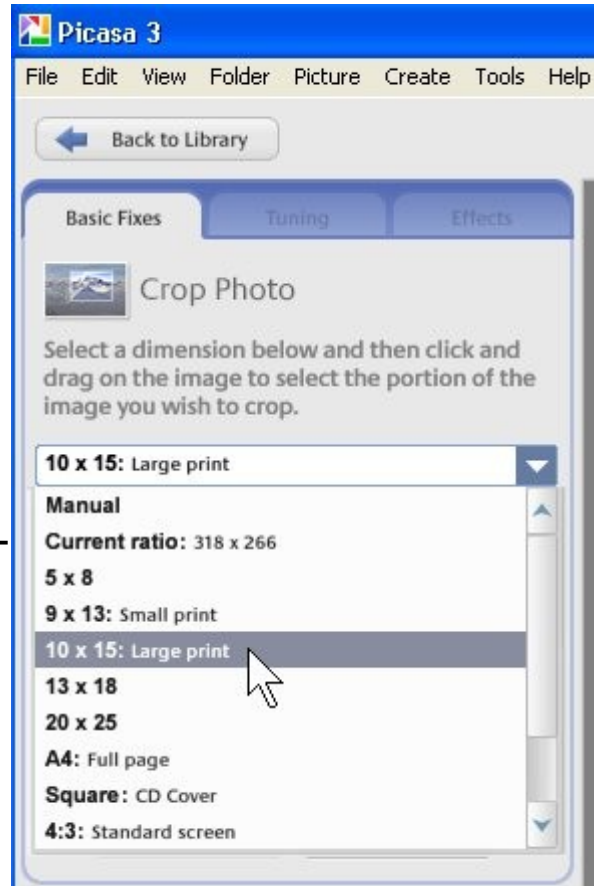 Picasa 3
File Edit View Folder Picture Create Tools Help
Back to Library
Basic Fixes Tuning Effects
Crop Photo
Select a dimension below and then click and
drag on the image to select the portion of the
image you wish to crop.
10 x 15: Large print
Manual
Current ratio: 318 x 266
5 x 8
9 x 13: Small print
10 x 15: Large print
13 x 18
20 x 25
A4: Full page
Square: CD Cover
4:3: Standard screen